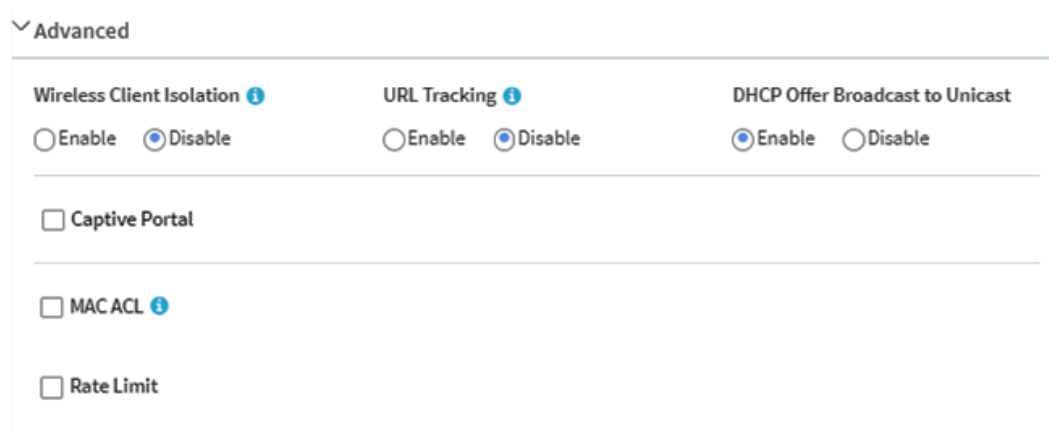 Advanced
Wireless Client Isolation URL Tracking DHCP Offer Broadcast to Unicast
Enable Disable Enable Disable Enable Disable
Captive Portal
MAC ACL
Rate Limit